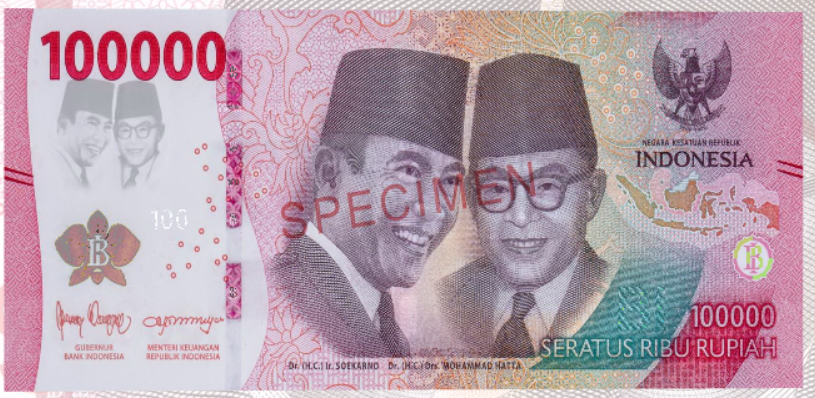 100000
100
SPECIMEN
NEGARA KESATUAN REPUBLIK
INDONESIA
GUBERNUR
BANK INDONESIA
MENTERI KEUANGAN
REPUBLIK INDONESIA
Dr. (H.C.) Ir. SOEKARNO
Dr. (H.C.) Drs. MOHAMMAD HATTA
100000
SERATUS RIBU RUPIAH